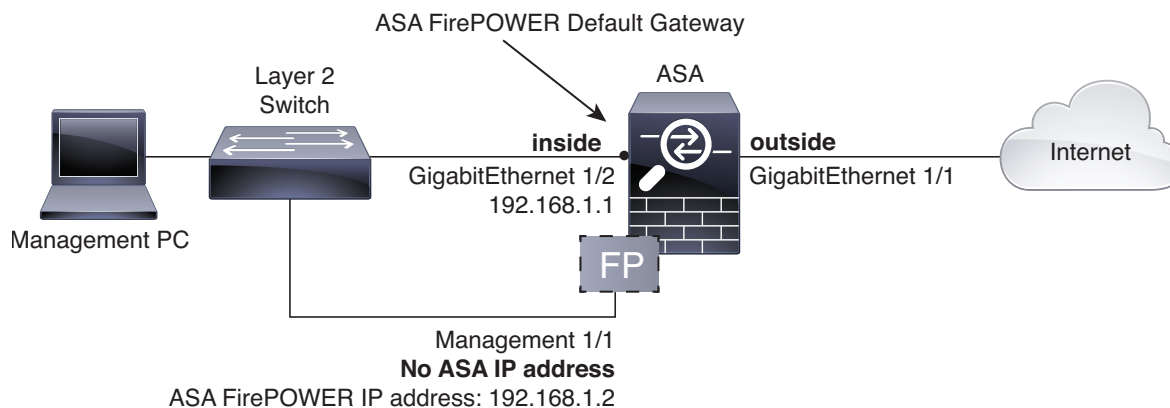 ASA FirePOWER Default Gateway
Layer 2
Switch
ASA
inside
outside
GigabitEthernet 1/2
192.168.1.1
GigabitEthernet 1/1
Internet
Management PC
FP
Management 1/1
No ASA IP address
ASA FirePOWER IP address: 192.168.1.2